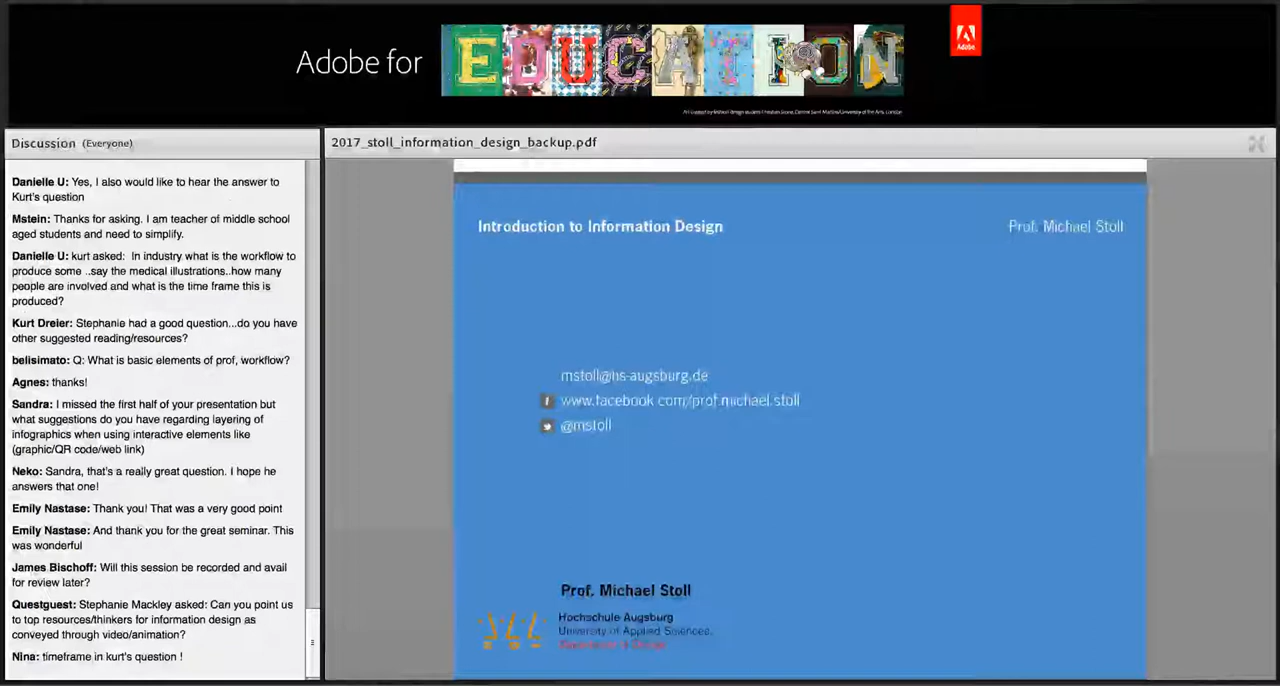 Adobe for EDUCATION
Adobe
Discussion (Everyone)
Danielle U: Yes, I also would like to hear the answer to
Kurt's question
Mstein: Thanks for asking. I am teacher of middle school
aged students and need to simplify.
Danielle U: kurt asked: In industry what is the workflow to
produce some ..say the medical illustrations..how many
people are involved and what is the time frame this is
produced?
Kurt Dreier: Stephanie had a good question...do you have
other suggested reading/resources?
belisimato: Q: What is basic elements of prof, workflow?
Agnes: thanks!
Sandra: I missed the first half of your presentation but
what suggestions do you have regarding layering of
infographics when using interactive elements like
(graphic/QR code/web link)
Neko: Sandra, that's a really great question. I hope he
answers that one!
Emily Nastase: Thank you! That was a very good point
Emily Nastase: And thank you for the great seminar. This
was wonderful
James Bischoff: Will this session be recorded and avail
for review later?
Questguest: Stephanie Mackley asked: Can you point us
to top resources/thinkers for information design as
conveyed through video/animation?
Nina: timeframe in kurt's question !
2017_stoll_information_design_backup.pdf
Introduction to Information Design
Prof. Michael Stoll
mstoll@hs-augsburg.de
www.facebook.com/prof.michael.stoll
@mstoll
Prof. Michael Stoll
Hochschule Augsburg
University of Applied Sciences